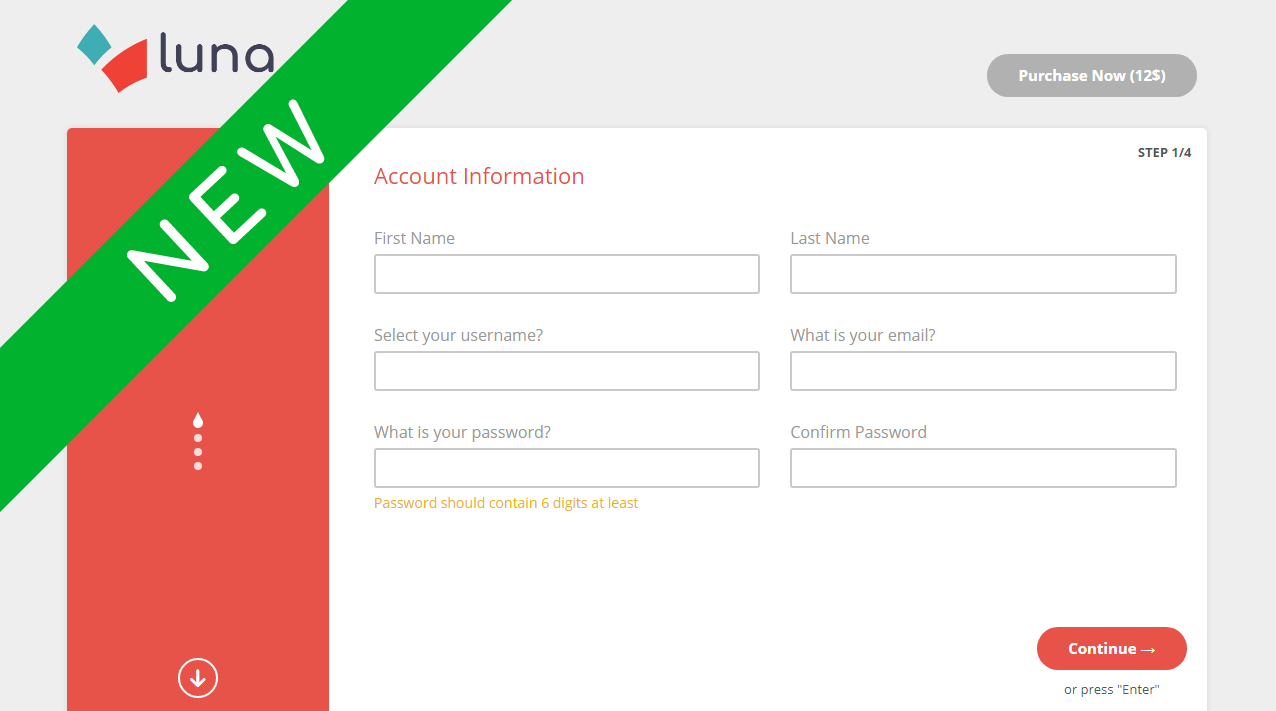 luna
Purchase Now (12$)
NEW
STEP 1/4
Account Information
First Name
Last Name
Select your username?
What is your email?
What is your password?
Confirm Password
Password should contain 6 digits at least
Continue →
or press "Enter"